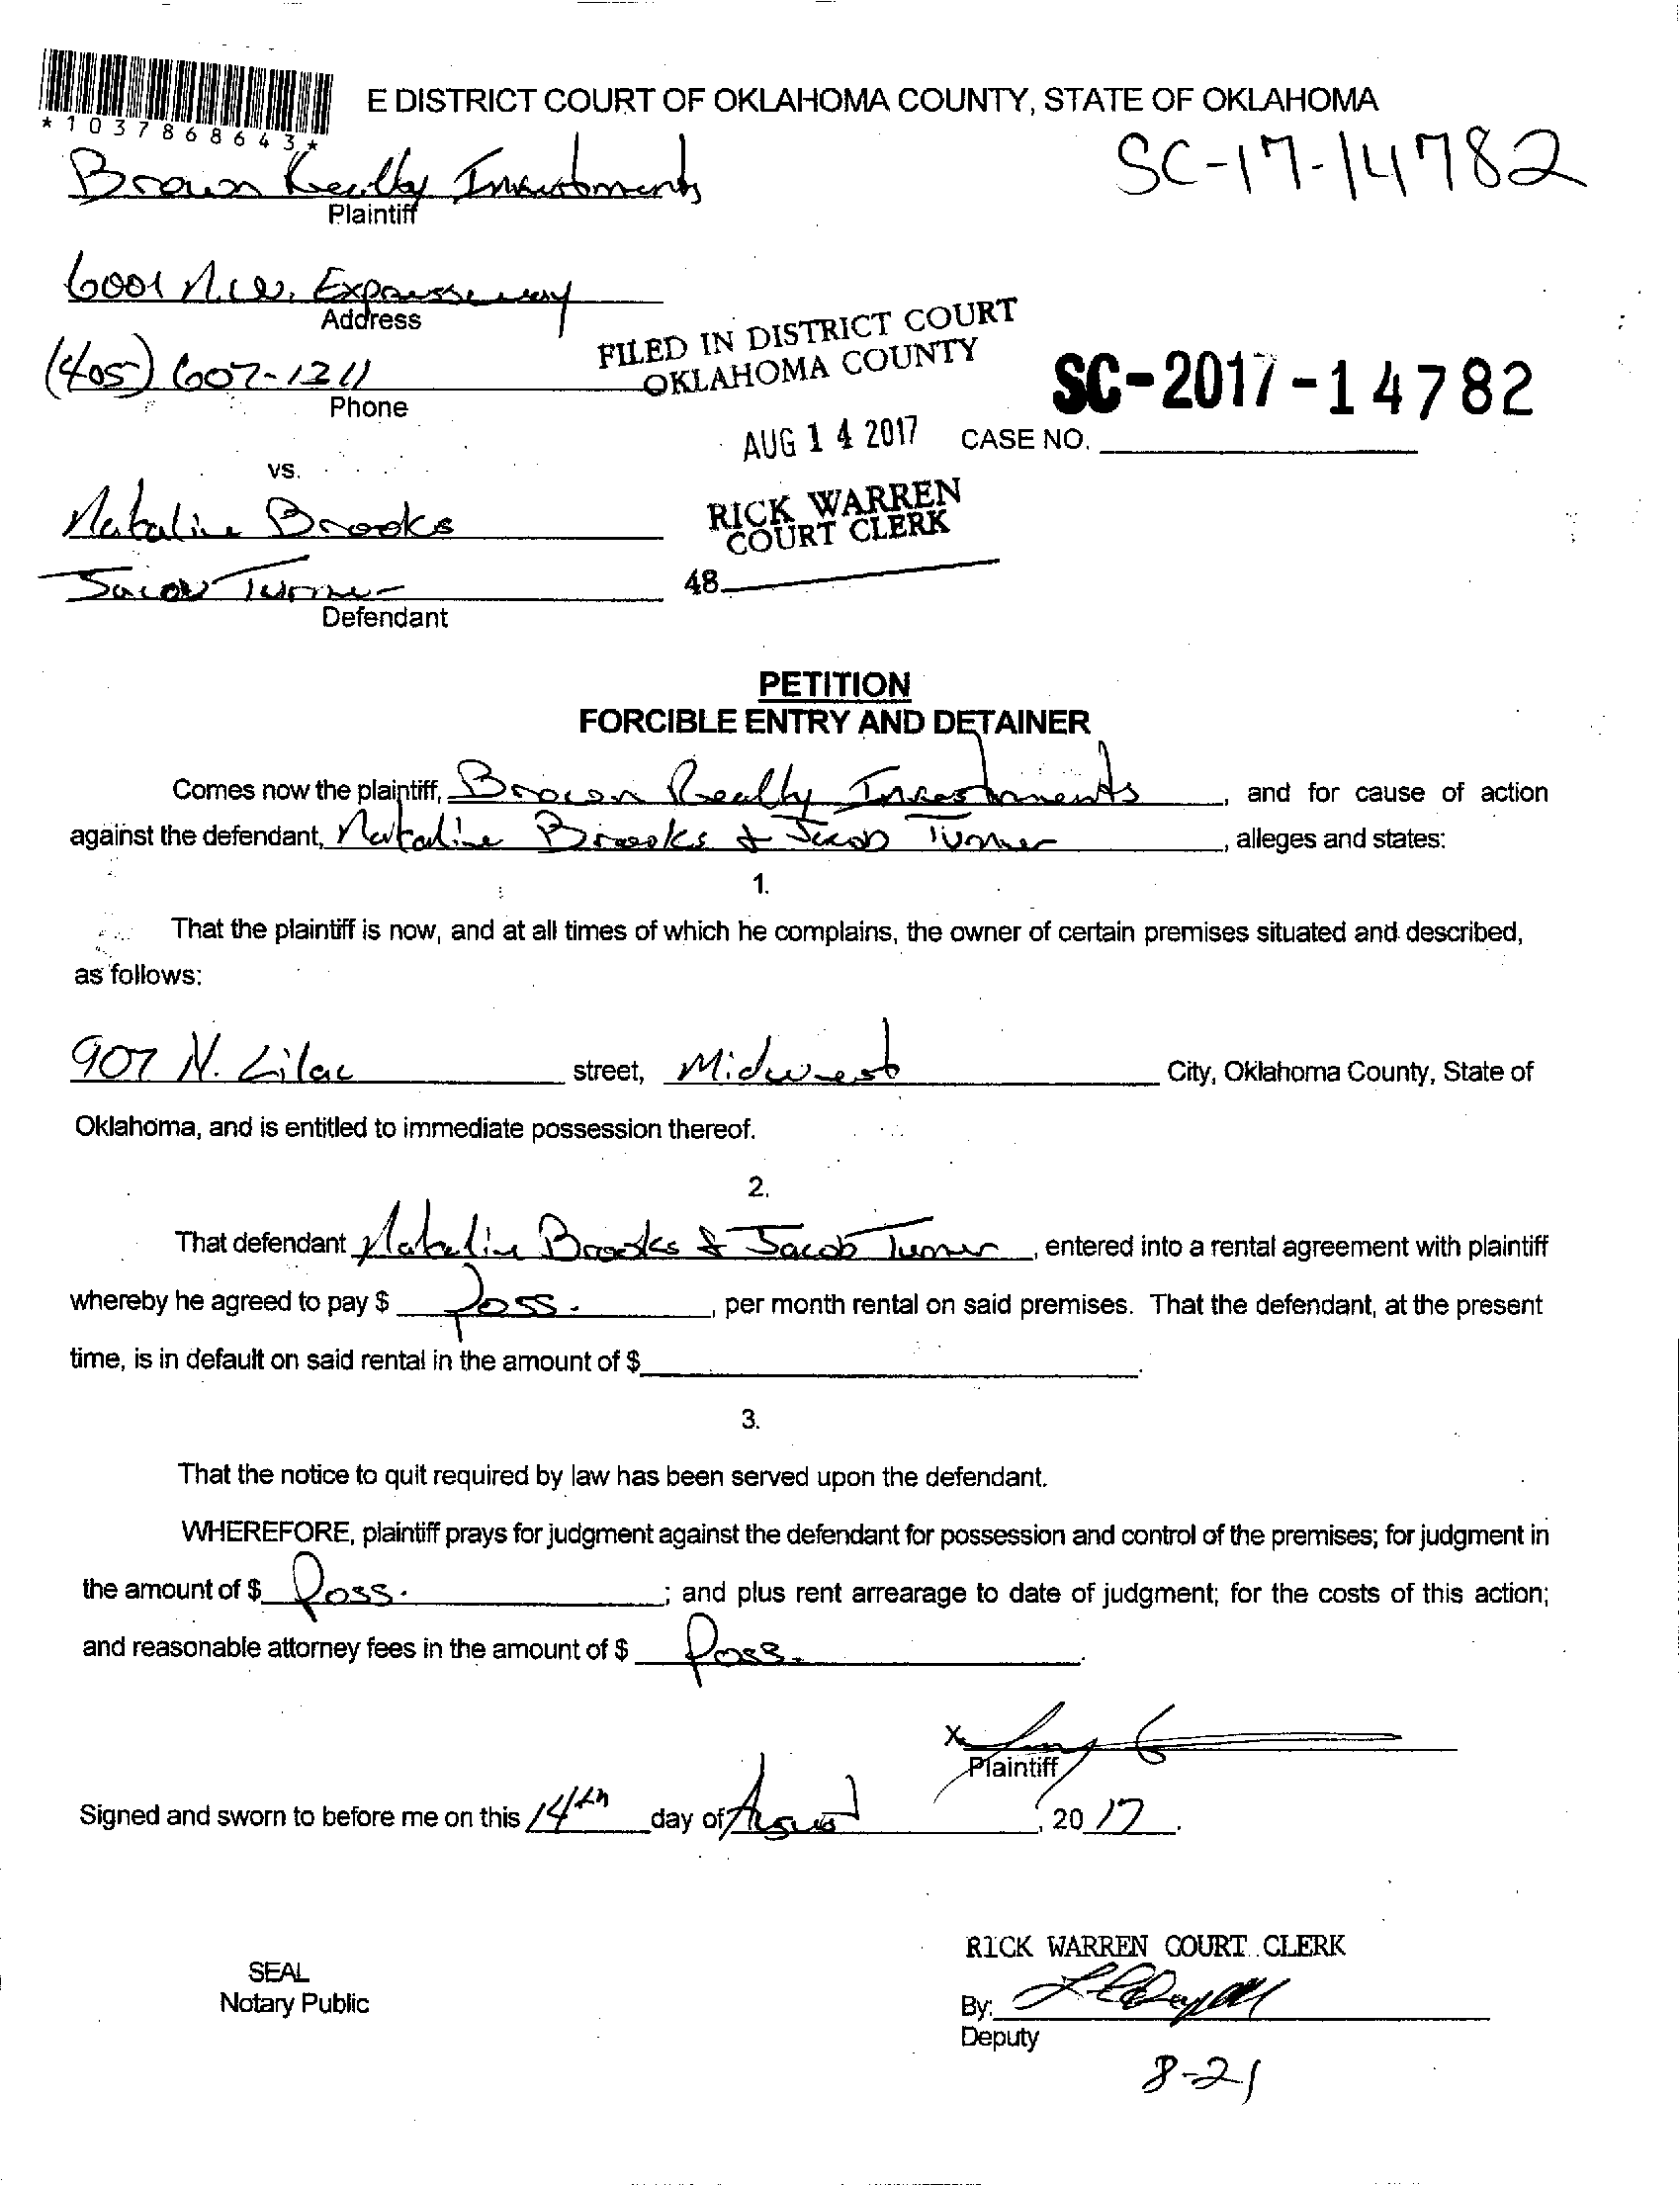 *1037868643*
E DISTRICT COURT OF OKLAHOMA COUNTY, STATE OF OKLAHOMA
SC-17-14782
Brown Realty Investments
Plaintiff
6001 N.W. Expressway
Address
(405) 607-1211
Phone
FILED IN DISTRICT COURT
OKLAHOMA COUNTY
AUG 14 2017
SC-2017-14782
CASE NO.
vs.
RICK WARREN
COURT CLERK
48
Natalie Brooks
Jacob Turner
Defendant
PETITION
FORCIBLE ENTRY AND DETAINER
Comes now the plaintiff, Brown Realty Investments, and for cause of action
against the defendant, Natalie Brooks & Jacob Turner, alleges and states:
1.
That the plaintiff is now, and at all times of which he complains, the owner of certain premises situated and described,
as follows:
907 N. Lilac street, Midwest City, Oklahoma County, State of
Oklahoma, and is entitled to immediate possession thereof.
2.
That defendant Natalie Brooks & Jacob Turner, entered into a rental agreement with plaintiff
whereby he agreed to pay $ Poss., per month rental on said premises. That the defendant, at the present
time, is in default on said rental in the amount of $.
3.
That the notice to quit required by law has been served upon the defendant.
WHEREFORE, plaintiff prays for judgment against the defendant for possession and control of the premises; for judgment in
the amount of $ Poss.; and plus rent arrearage to date of judgment; for the costs of this action;
and reasonable attorney fees in the amount of $ Poss.
x
Plaintiff
Signed and sworn to before me on this 14th day of August, 2017.
RICK WARREN COURT CLERK
SEAL
Notary Public
By:
Deputy
8-21